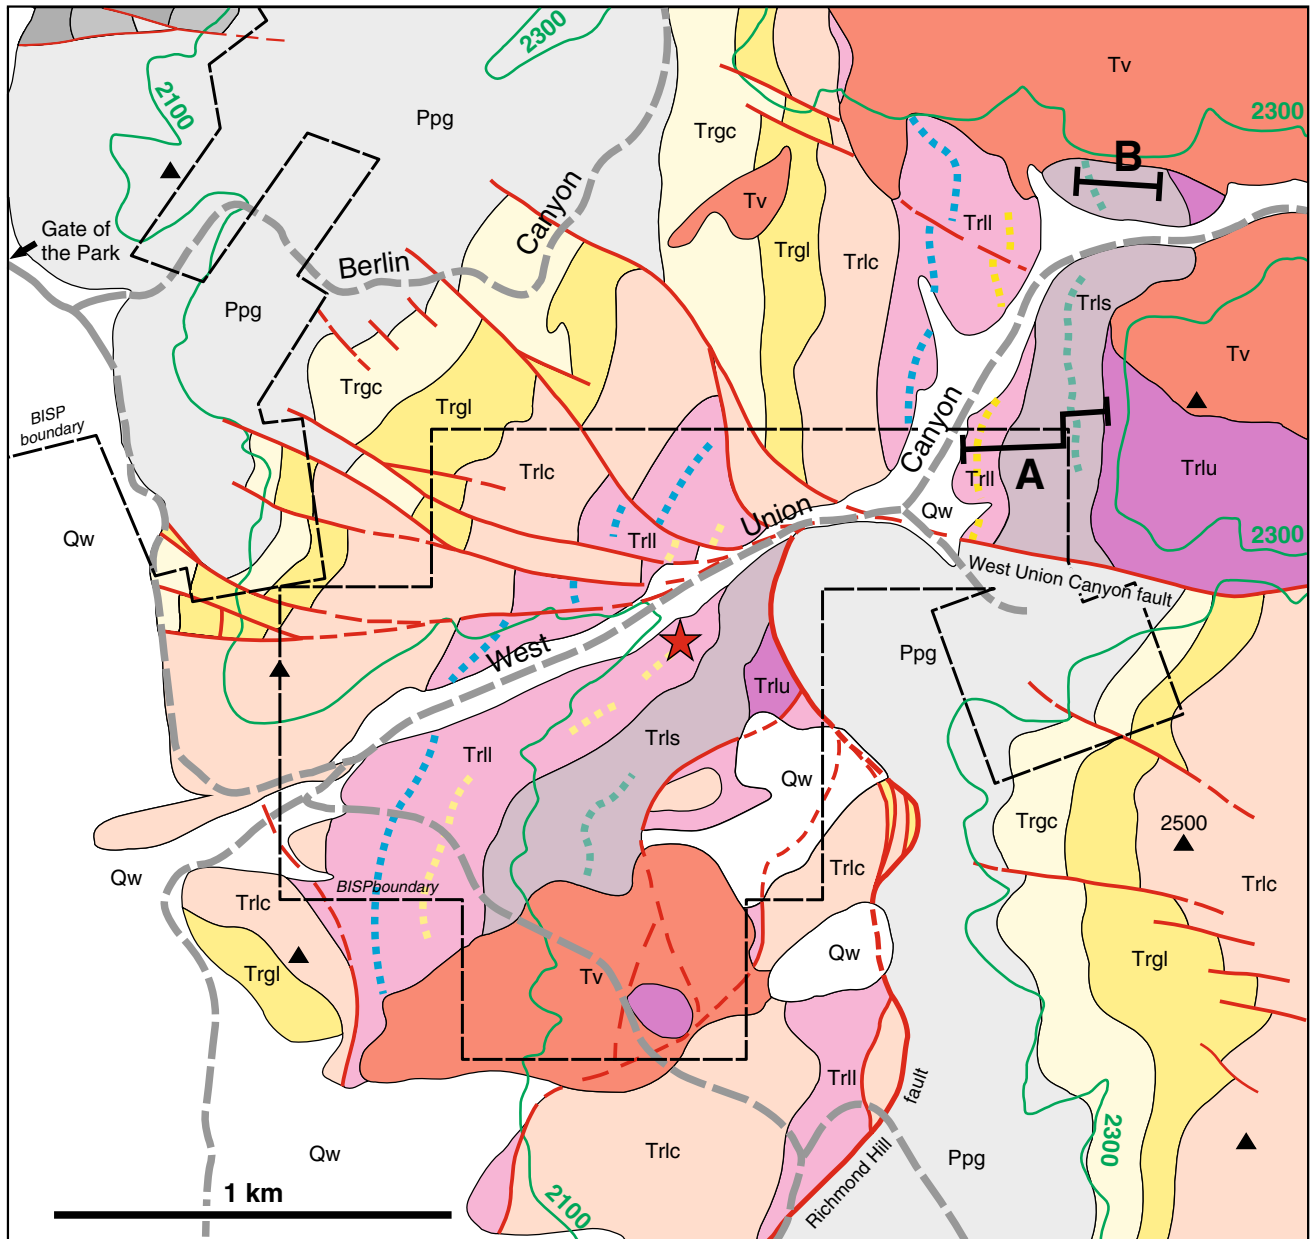 2300
Tv
2100
Ppg
2300
Trgc
B
Canyon
Tv
Trll
Gate of
the Park
Berlin
Trgl
Trlc
Ppg
Trls
Tv
Trgc
BISP
boundary
Trgl
Canyon
Trlc
A
Trll
Trlu
Qw
Union
Qw
2300
Trll
West Union Canyon fault
West
Ppg
Trlu
Trls
Trll
Qw
Trgc
2500
Qw
BISPboundary
Trlc
Trlc
Trlc
Trgl
Tv
Qw
Trgl
Trll
fault
2300
Qw
Trlc
Ppg
Richmond Hill
1 km
2100